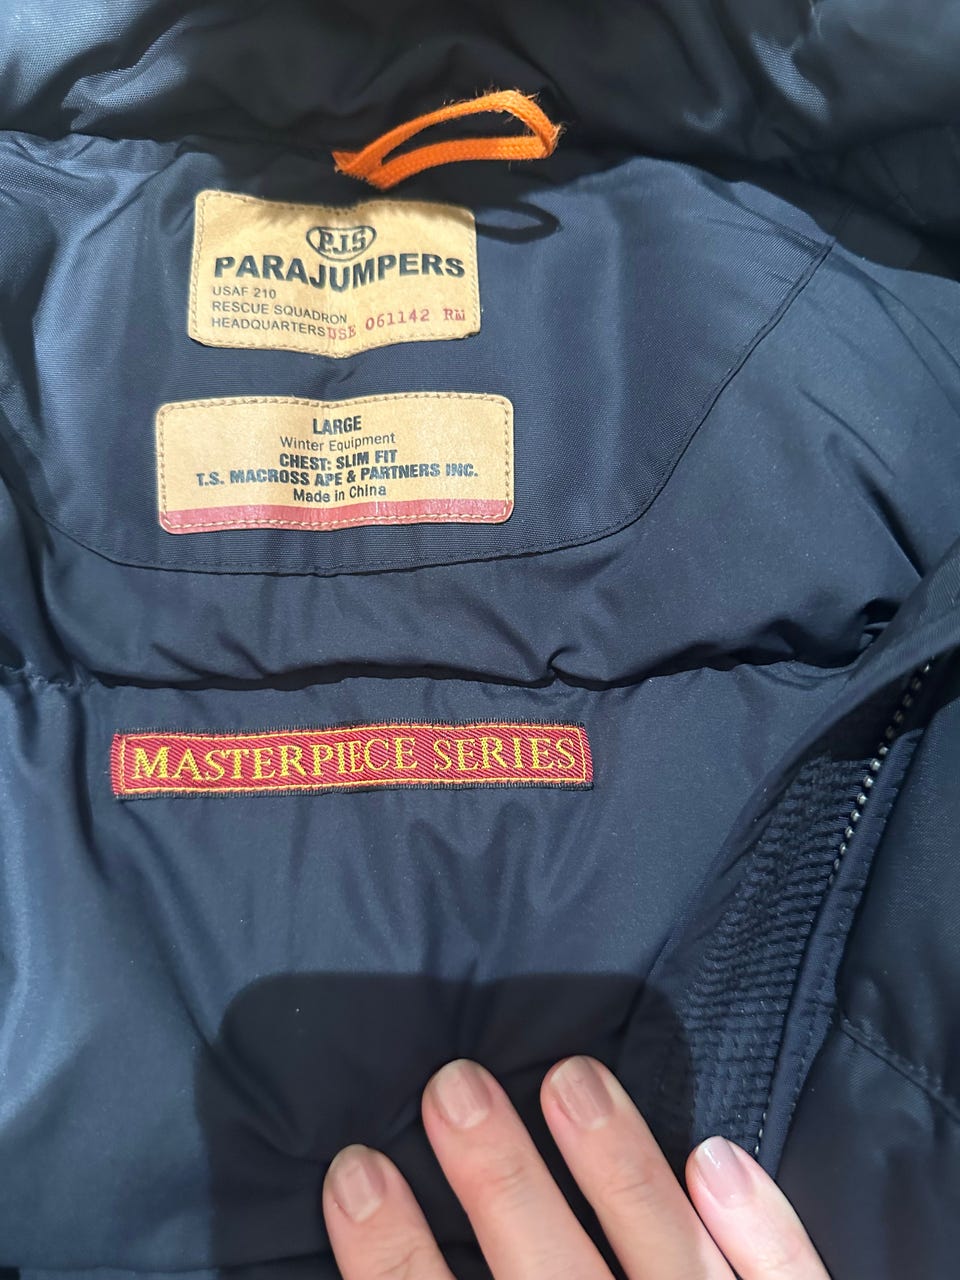 P.J.S
PARAJUMPERS
USAF 210
RESCUE SQUADRON
HEADQUARTERS USE 061142 RM
LARGE
Winter Equipment
CHEST: SLIM FIT
T.S. MACROSS APE & PARTNERS INC.
Made in China
MASTERPIECE SERIES